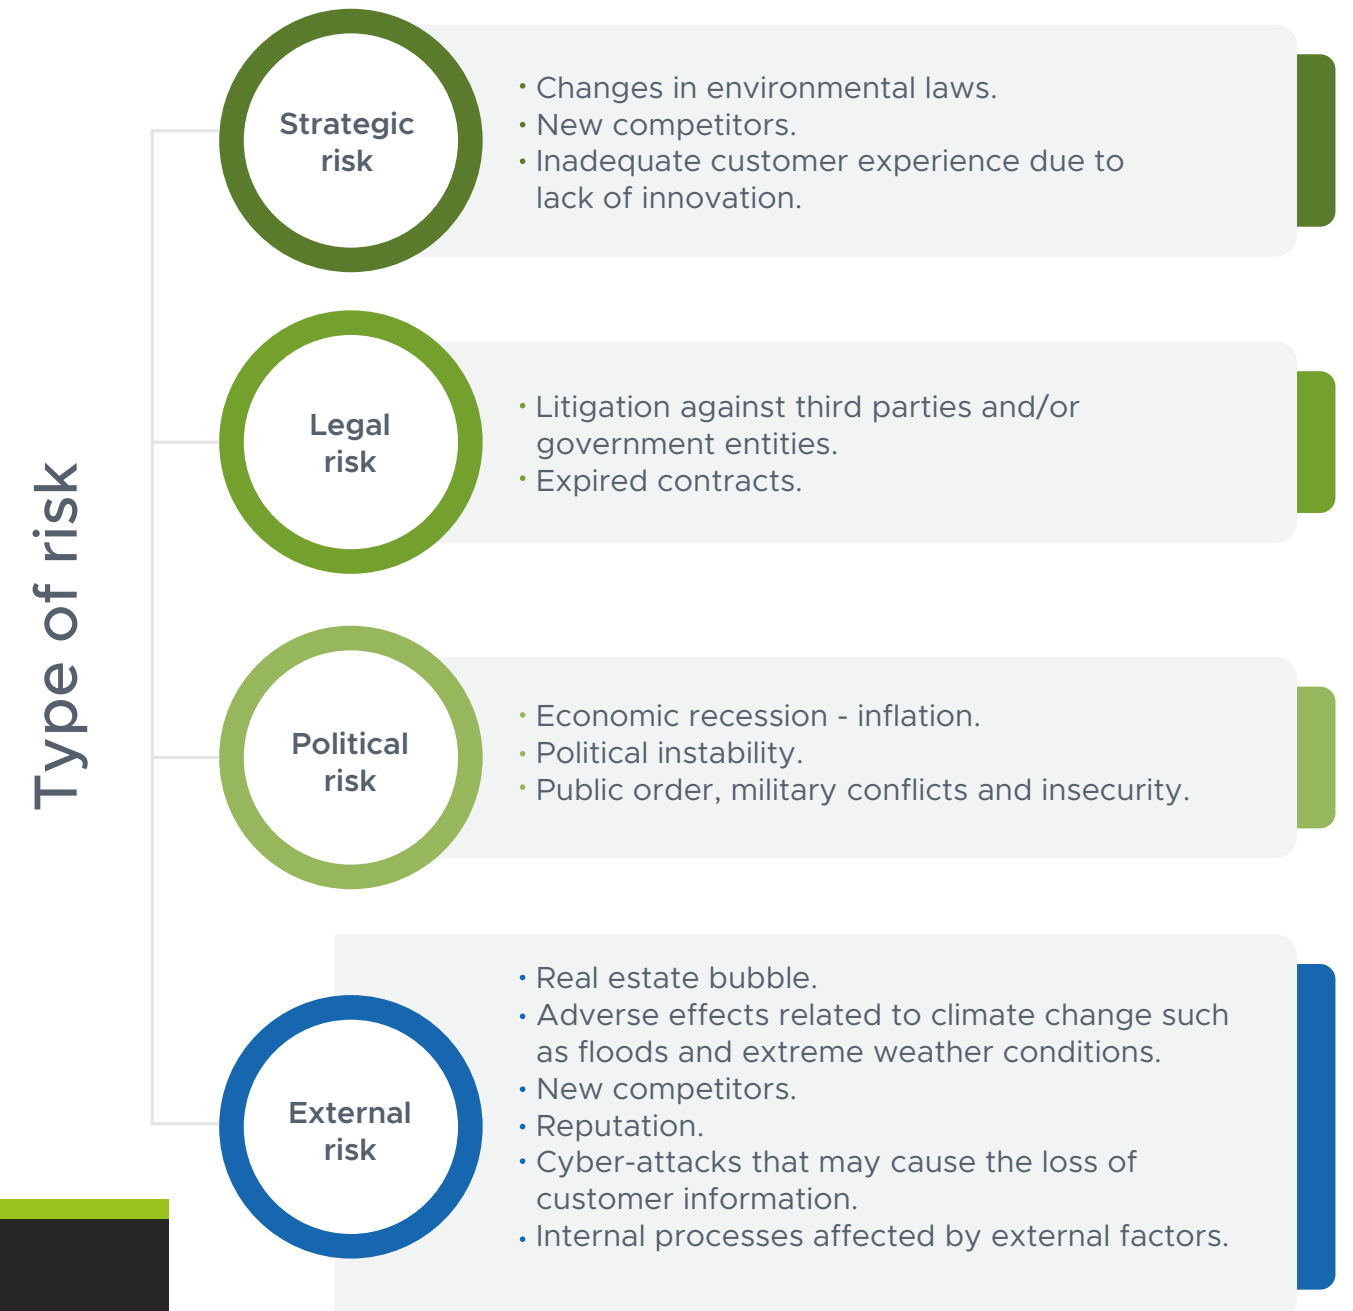 Type of risk
Strategic
risk
• Changes in environmental laws.
• New competitors.
• Inadequate customer experience due to
lack of innovation.
Legal
risk
• Litigation against third parties and/or
government entities.
• Expired contracts.
Political
risk
• Economic recession - inflation.
• Political instability.
• Public order, military conflicts and insecurity.
External
risk
• Real estate bubble.
• Adverse effects related to climate change such
as floods and extreme weather conditions.
• New competitors.
• Reputation.
• Cyber-attacks that may cause the loss of
customer information.
• Internal processes affected by external factors.